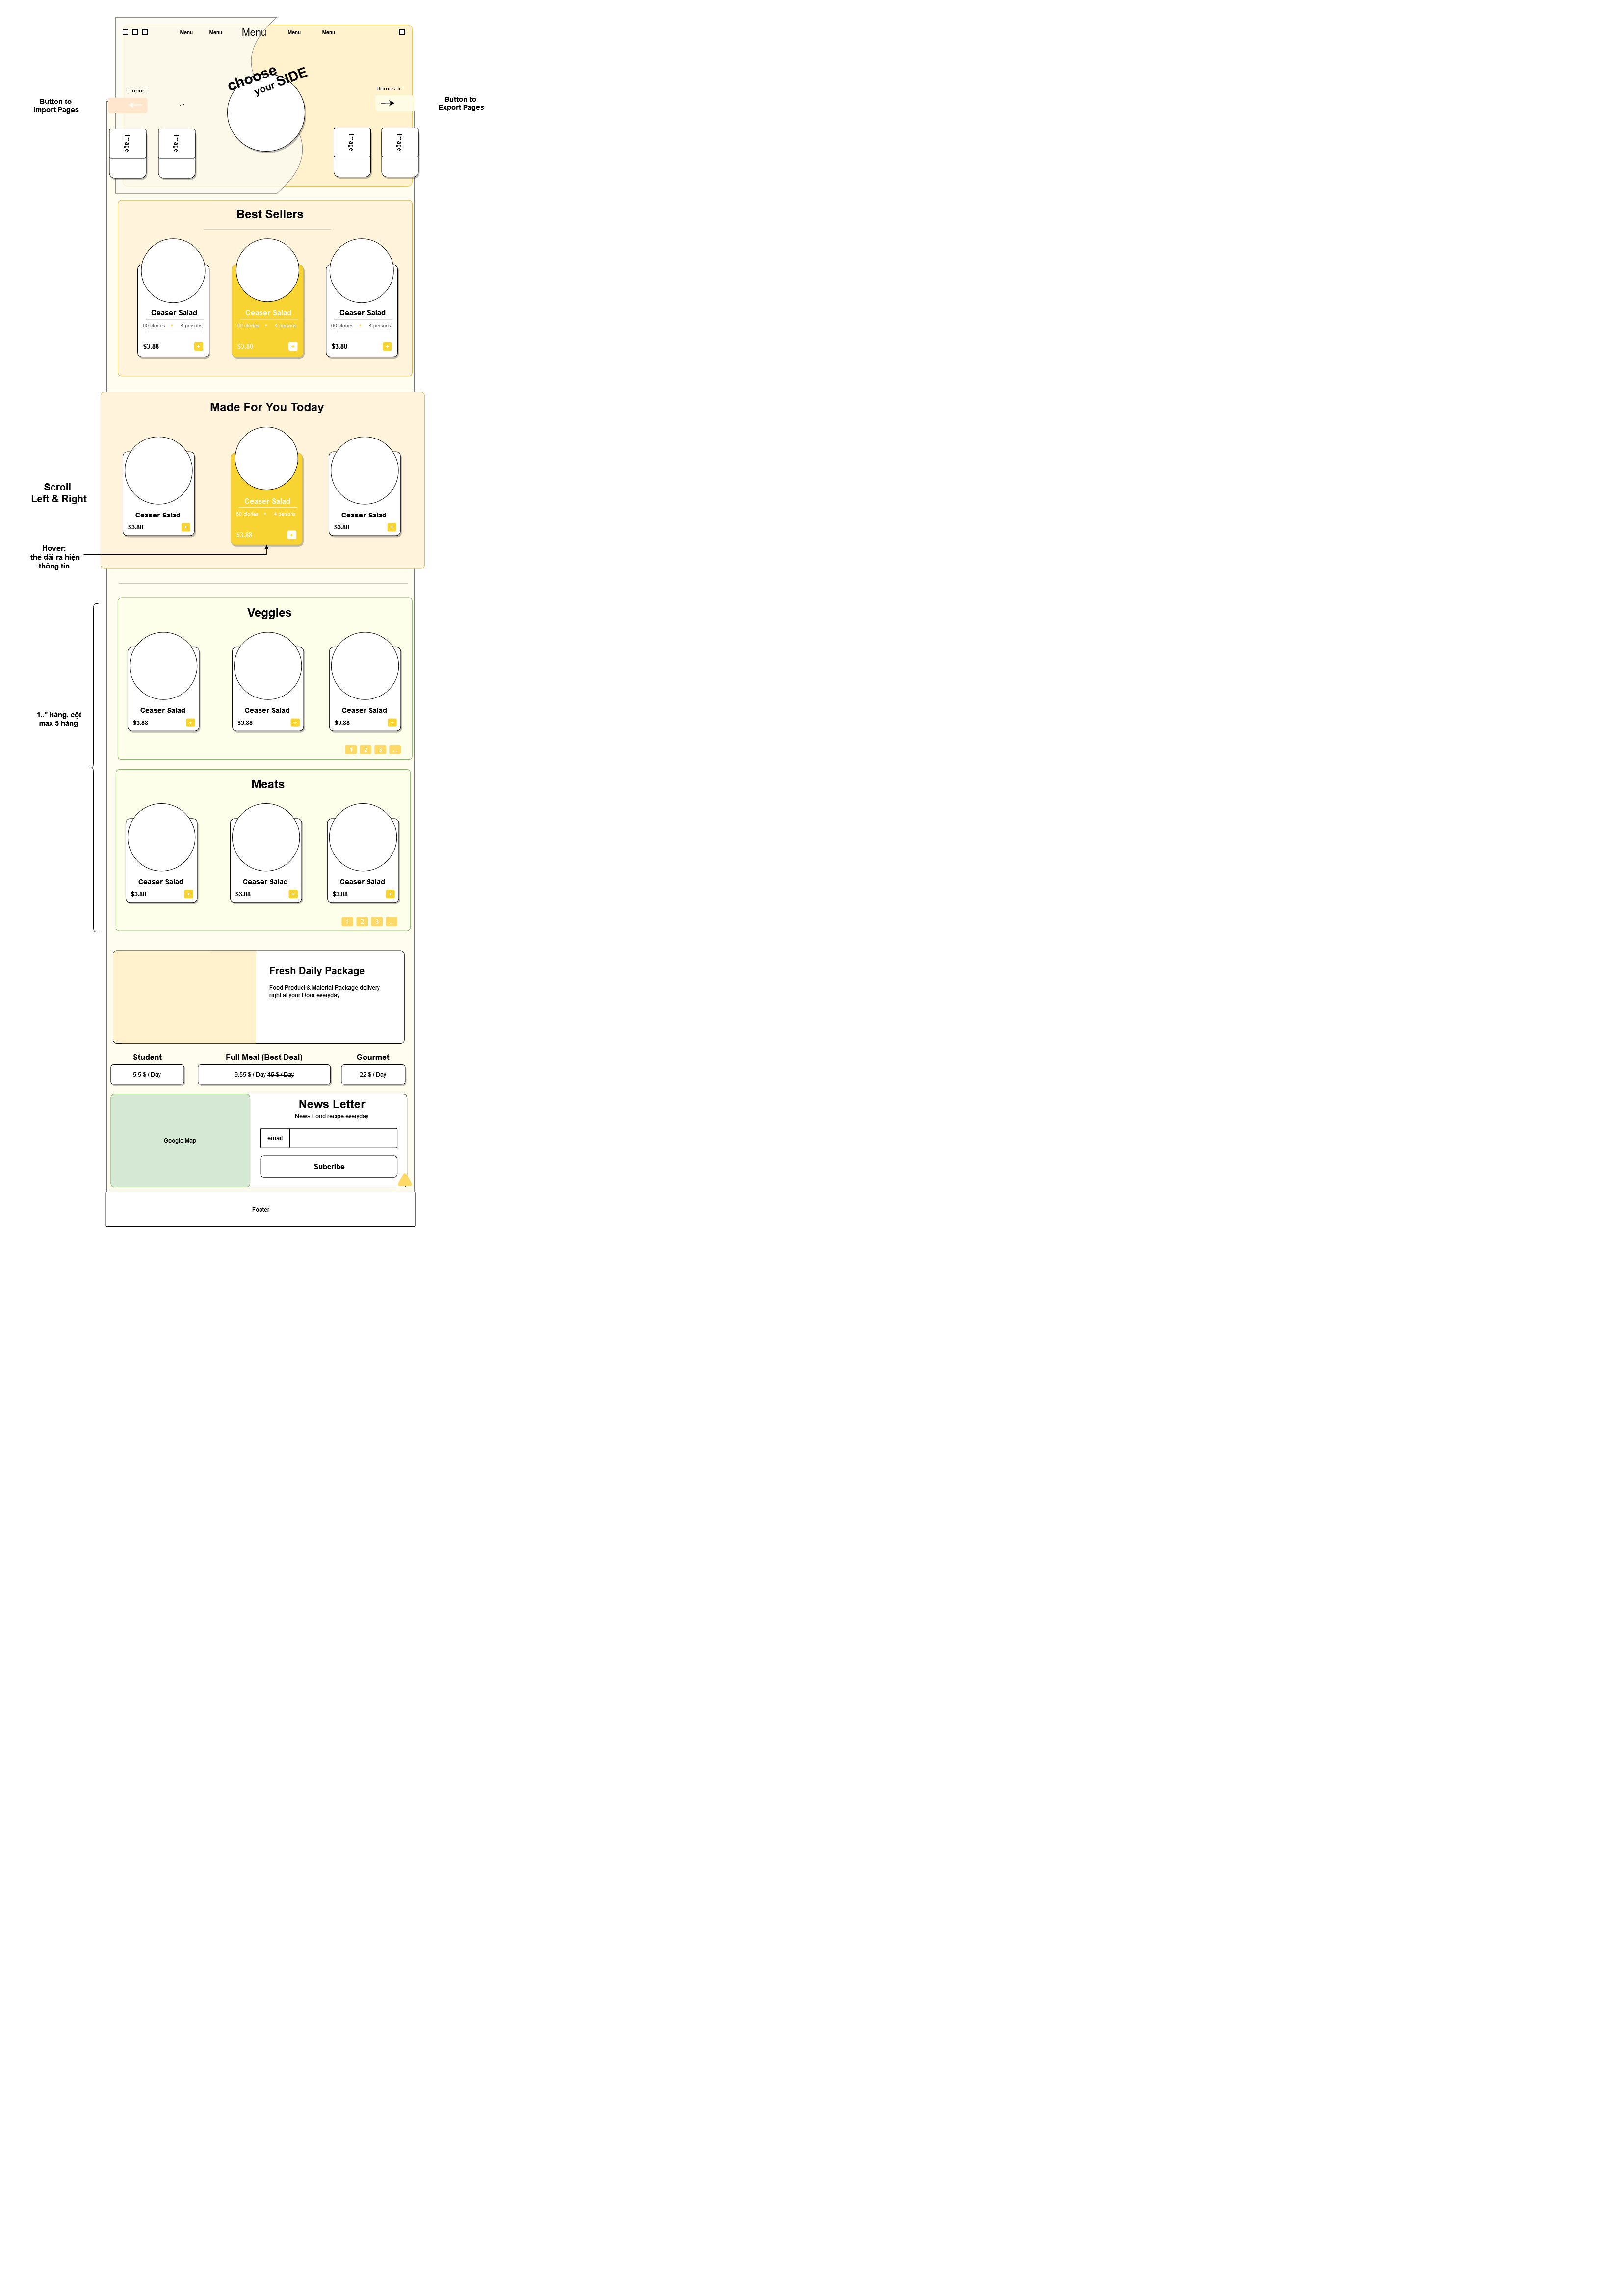 Menu Menu Menu Menu Menu
choose
your SIDE
Import
Domestic
Button to
Import Pages
Button to
Export Pages
image image image image
Best Sellers
Ceaser Salad Ceaser Salad Ceaser Salad
60 clories • 4 persons 60 clories • 4 persons 60 clories • 4 persons
$3.88 + $3.88 + $3.88 +
Made For You Today
Scroll
Left & Right
Ceaser Salad
60 clories • 4 persons
$3.88 +
Ceaser Salad Ceaser Salad
$3.88 + $3.88 +
Hover:
thẻ dài ra hiện
thông tin
Veggies
Ceaser Salad Ceaser Salad Ceaser Salad
$3.88 + $3.88 + $3.88 +
1 2 3
1..* hàng, cột
max 5 hàng
Meats
Ceaser Salad Ceaser Salad Ceaser Salad
$3.88 + $3.88 + $3.88 +
2 3
Fresh Daily Package
Food Product & Material Package delivery
right at your Door everyday.
Student Full Meal (Best Deal) Gourmet
5.5 $ / Day 9.55 $ / Day 15 $ / Day 22 $ / Day
News Letter
News Food recipe everyday
Google Map
email
Subcribe
Footer